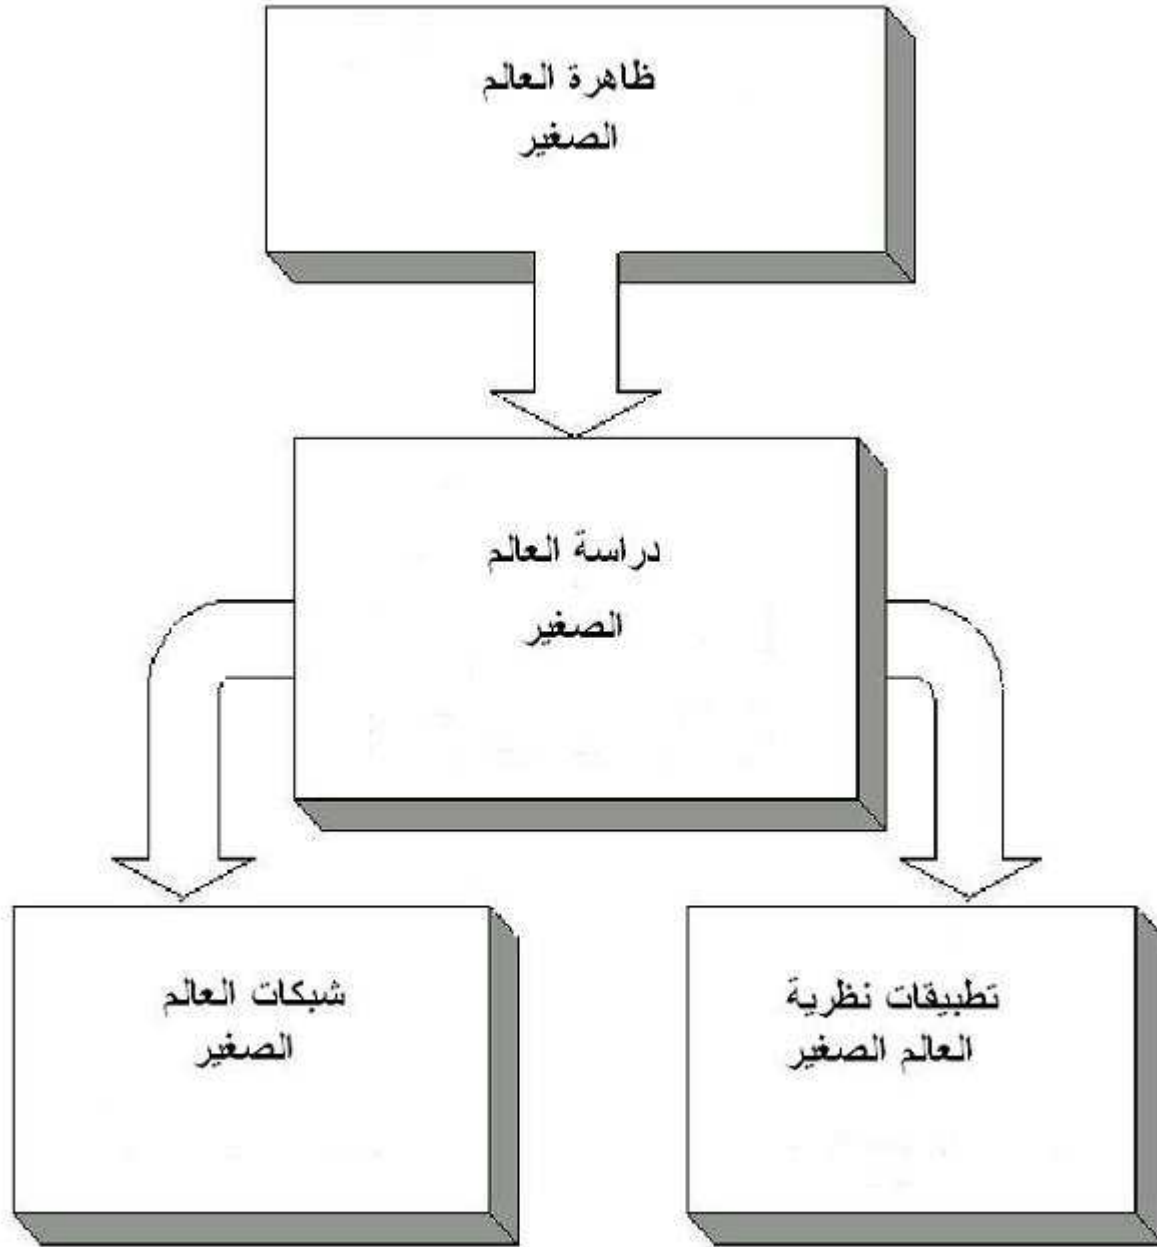 ظاهرة العالم
الصغير
دراسة العالم
الصغير
تطبيقات نظرية
العالم الصغير
شبكات العالم
الصغير